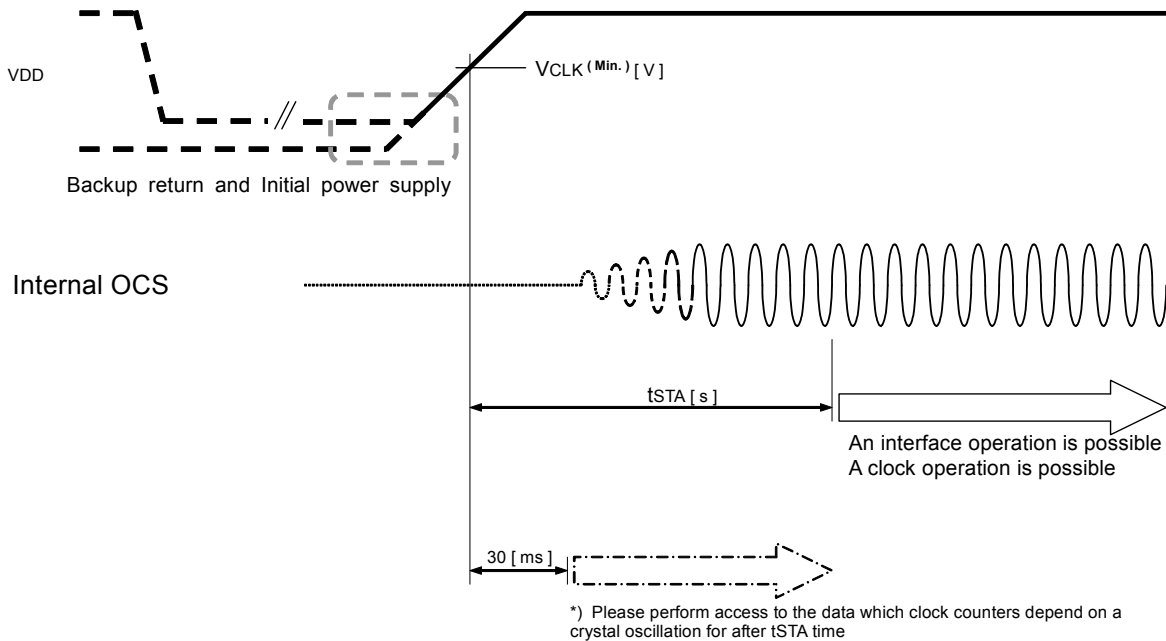 VDD
VCLK (Min.) [ V ]
Backup return and Initial power supply
Internal OCS
tSTA [ s ]
An interface operation is possible
A clock operation is possible
30 [ ms ]
*) Please perform access to the data which clock counters depend on a
crystal oscillation for after tSTA time